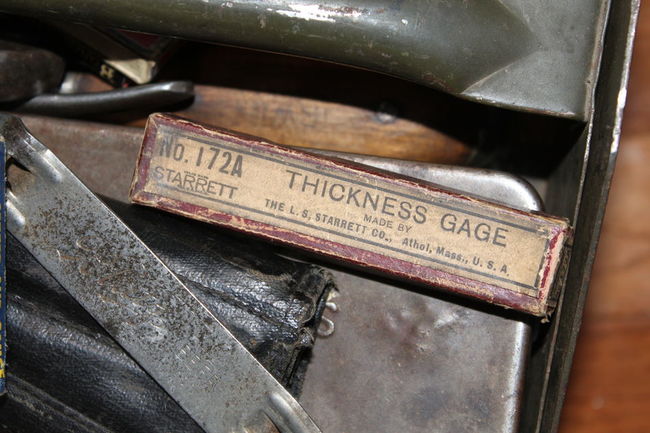 No. 172A
STARRETT
THICKNESS GAGE
MADE BY
THE L. S. STARRETT CO., Athol, Mass., U. S. A